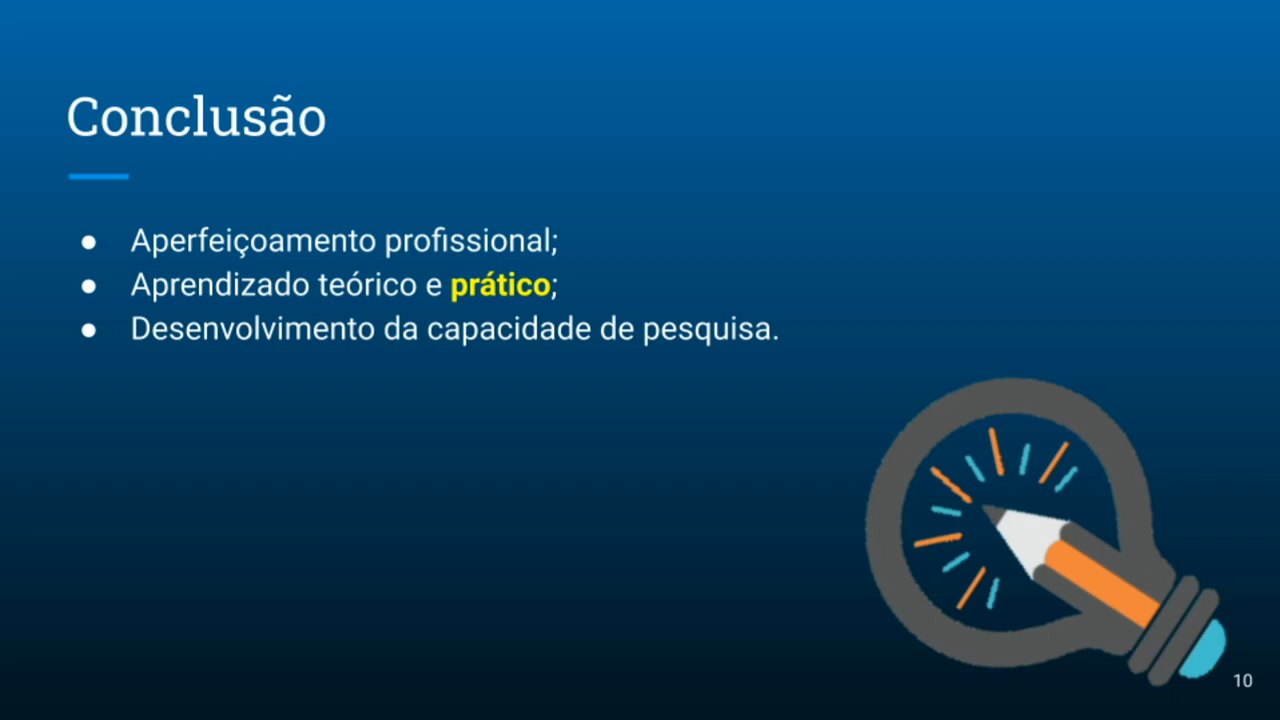 Conclusão
● Aperfeiçoamento profissional;
● Aprendizado teórico e prático;
● Desenvolvimento da capacidade de pesquisa.
10